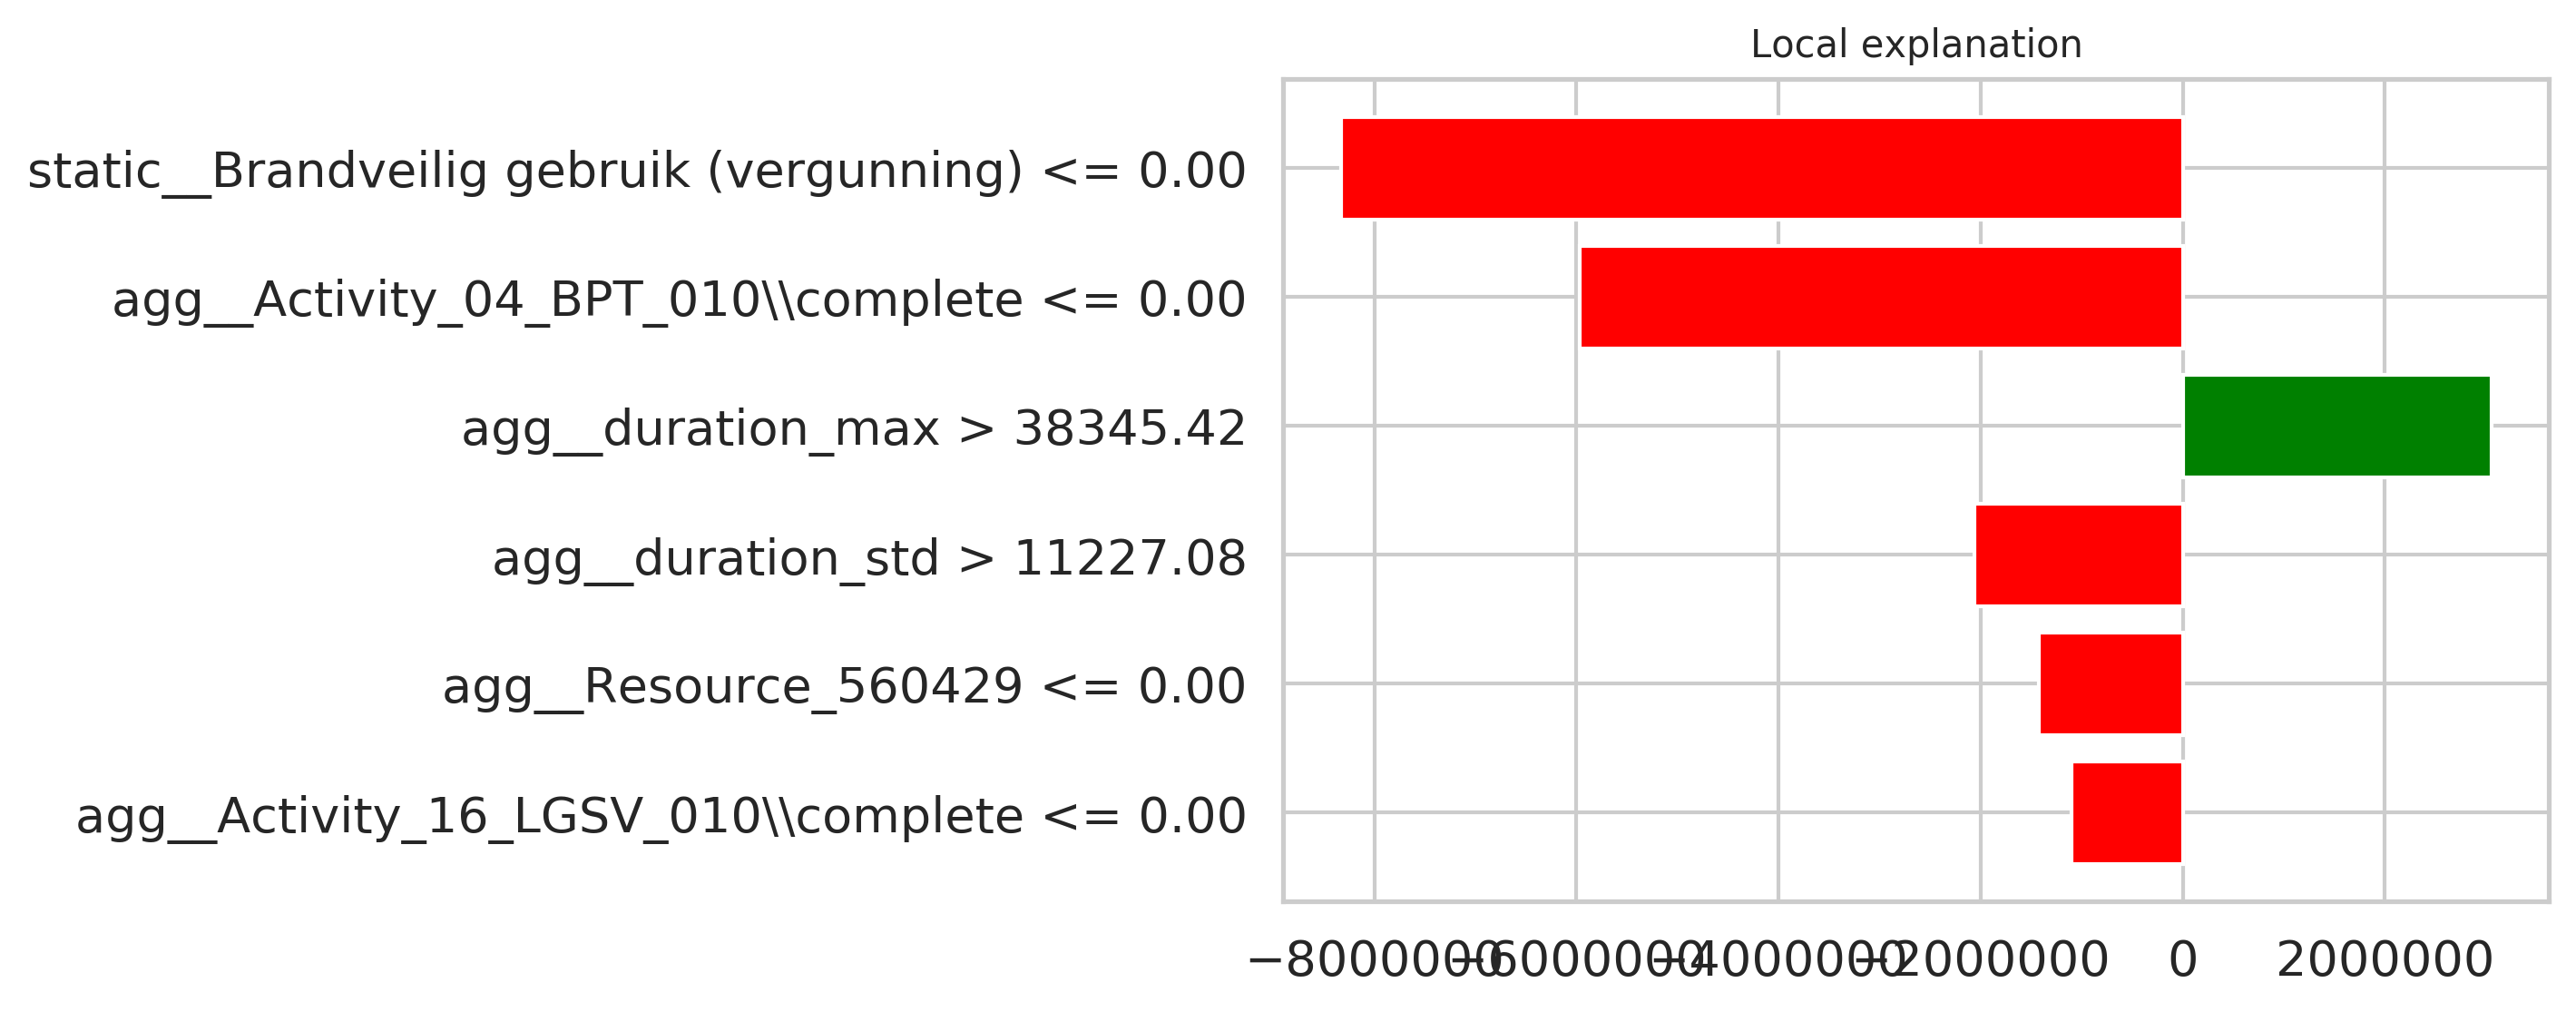 Local explanation
static__Brandveilig gebruik (vergunning) <= 0.00
agg__Activity_04_BPT_010\\complete <= 0.00
agg__duration_max > 38345.42
agg__duration_std > 11227.08
agg__Resource_560429 <= 0.00
agg__Activity_16_LGSV_010\\complete <= 0.00
−8000000 −6000000 −4000000 −2000000 0 2000000